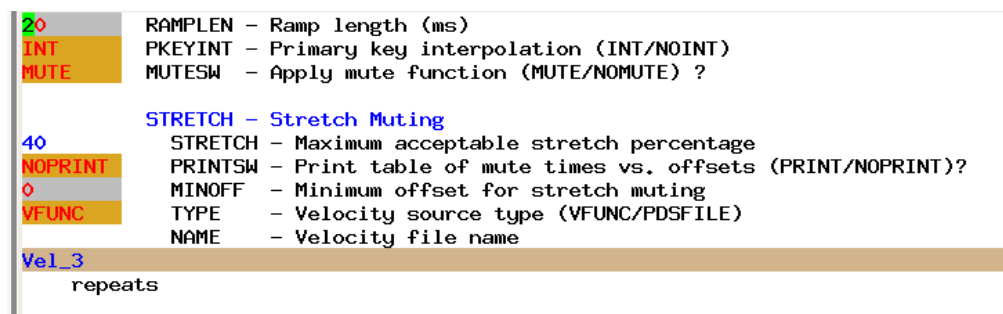 20 RAMPLEN – Ramp length (ms)
INT PKEYINT – Primary key interpolation (INT/NOINT)
MUTE MUTESW – Apply mute function (MUTE/NOMUTE) ?
STRETCH – Stretch Muting
40 STRETCH – Maximum acceptable stretch percentage
NOPRINT PRINTSW – Print table of mute times vs. offsets (PRINT/NOPRINT)?
0 MINOFF – Minimum offset for stretch muting
VFUNC TYPE – Velocity source type (VFUNC/PDSFILE)
NAME – Velocity file name
Vel_3
repeats